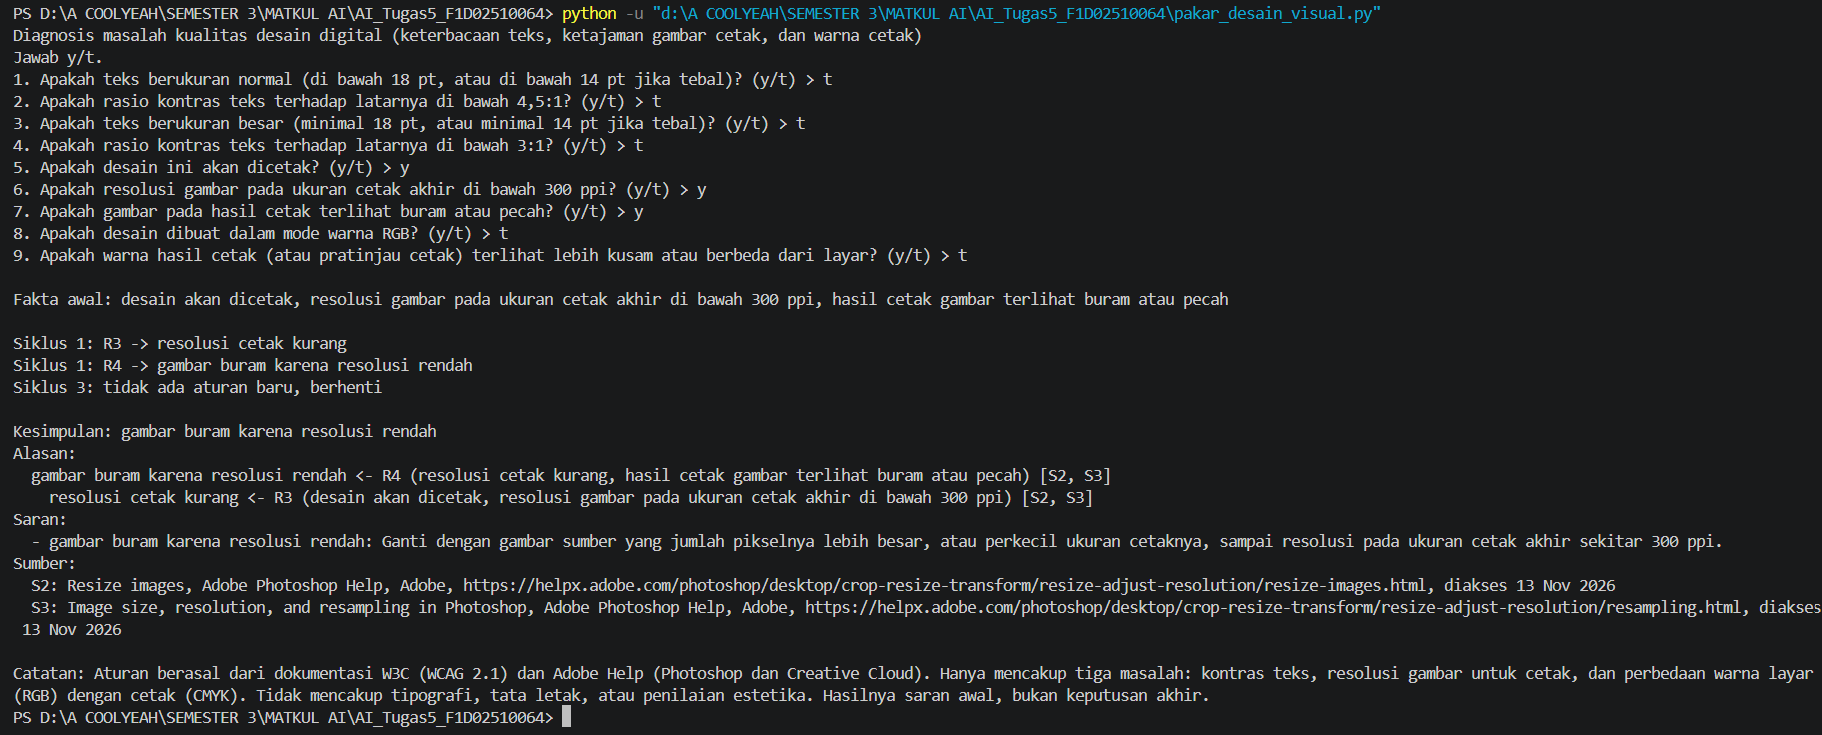 PS D:\A COOLYEAH\SEMESTER 3\MATKUL AI\AI_Tugas5_F1D02510064> python -u "d:\A COOLYEAH\SEMESTER 3\MATKUL AI\AI_Tugas5_F1D02510064\pakar_desain_visual.py"
Diagnosis masalah kualitas desain digital (keterbacaan teks, ketajaman gambar cetak, dan warna cetak)
Jawab y/t.
1. Apakah teks berukuran normal (di bawah 18 pt, atau di bawah 14 pt jika tebal)? (y/t) > t
2. Apakah rasio kontras teks terhadap latarnya di bawah 4,5:1? (y/t) > t
3. Apakah teks berukuran besar (minimal 18 pt, atau minimal 14 pt jika tebal)? (y/t) > t
4. Apakah rasio kontras teks terhadap latarnya di bawah 3:1? (y/t) > t
5. Apakah desain ini akan dicetak? (y/t) > y
6. Apakah resolusi gambar pada ukuran cetak akhir di bawah 300 ppi? (y/t) > y
7. Apakah gambar pada hasil cetak terlihat buram atau pecah? (y/t) > y
8. Apakah desain dibuat dalam mode warna RGB? (y/t) > t
9. Apakah warna hasil cetak (atau pratinjau cetak) terlihat lebih kusam atau berbeda dari layar? (y/t) > t
Fakta awal: desain akan dicetak, resolusi gambar pada ukuran cetak akhir di bawah 300 ppi, hasil cetak gambar terlihat buram atau pecah
Siklus 1: R3 -> resolusi cetak kurang
Siklus 1: R4 -> gambar buram karena resolusi rendah
Siklus 3: tidak ada aturan baru, berhenti
Kesimpulan: gambar buram karena resolusi rendah
Alasan:
gambar buram karena resolusi rendah <- R4 (resolusi cetak kurang, hasil cetak gambar terlihat buram atau pecah) [S2, S3]
resolusi cetak kurang <- R3 (desain akan dicetak, resolusi gambar pada ukuran cetak akhir di bawah 300 ppi) [S2, S3]
Saran:
- gambar buram karena resolusi rendah: Ganti dengan gambar sumber yang jumlah pikselnya lebih besar, atau perkecil ukuran cetaknya, sampai resolusi pada ukuran cetak akhir sekitar 300 ppi.
Sumber:
S2: Resize images, Adobe Photoshop Help, Adobe, https://helpx.adobe.com/photoshop/desktop/crop-resize-transform/resize-adjust-resolution/resize-images.html, diakses 13 Nov 2026
S3: Image size, resolution, and resampling in Photoshop, Adobe Photoshop Help, Adobe, https://helpx.adobe.com/photoshop/desktop/crop-resize-transform/resize-adjust-resolution/resampling.html, diakses
13 Nov 2026
Catatan: Aturan berasal dari dokumentasi W3C (WCAG 2.1) dan Adobe Help (Photoshop dan Creative Cloud). Hanya mencakup tiga masalah: kontras teks, resolusi gambar untuk cetak, dan perbedaan warna layar
(RGB) dengan cetak (CMYK). Tidak mencakup tipografi, tata letak, atau penilaian estetika. Hasilnya saran awal, bukan keputusan akhir.
PS D:\A COOLYEAH\SEMESTER 3\MATKUL AI\AI_Tugas5_F1D02510064>